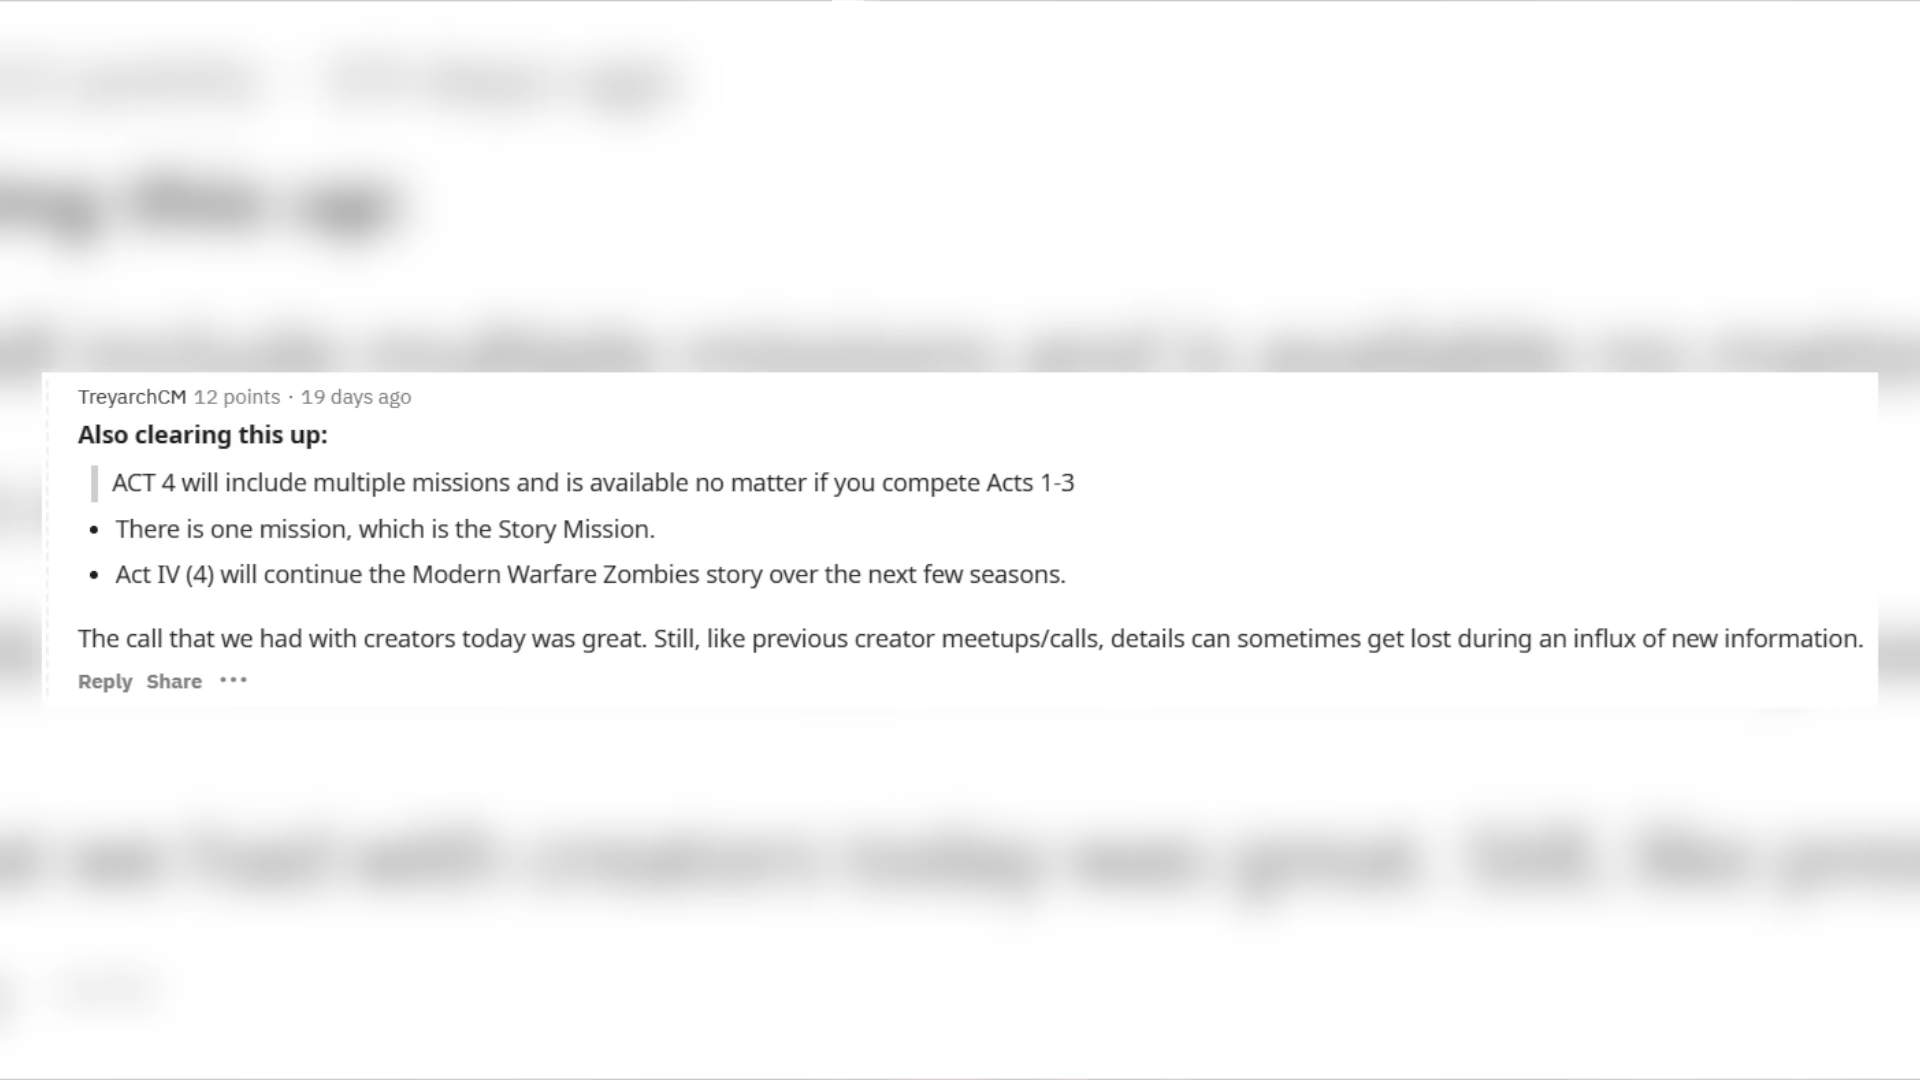 TreyarchCM 12 points · 19 days ago
Also clearing this up:
ACT 4 will include multiple missions and is available no matter if you compete Acts 1-3
• There is one mission, which is the Story Mission.
• Act IV (4) will continue the Modern Warfare Zombies story over the next few seasons.
The call that we had with creators today was great. Still, like previous creator meetups/calls, details can sometimes get lost during an influx of new information.
Reply Share •••